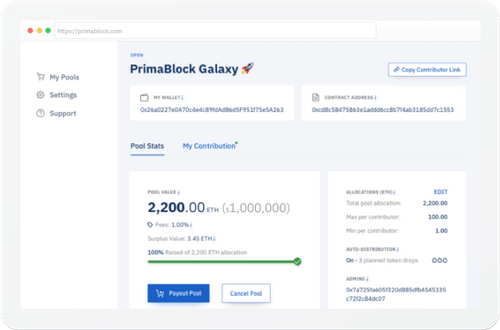 https://primablock.com
OPEN
PrimaBlock Galaxy 🚀
Copy Contributor Link
My Pools
Settings
Support
MY WALLET i
0x26a0227e0A70c4e4c899dAdB6d5F951f75e5A263
CONTRACT ADDRESS i
0xcd8c58475863e1addd6cc8b7f4ab3185dd7c1553
Pool Stats
My Contribution
POOL VALUE i
2,200.00 ETH ($1,000,000)
Fees: 1.00% i
Surplus Value: 3.45 ETH i
100% Raised of 2,200 ETH allocation
Payout Pool
Cancel Pool
ALLOCATIONS (ETH) i
EDIT
Total pool allocation: 2,200.00
Max per contributor: 100.00
Min per contributor: 1.00
AUTO-DISTRIBUTION i
On - 3 planned token drops
ADMINS i
0x7a725fa605f320d885dfb4545335
c72f2c84dc07